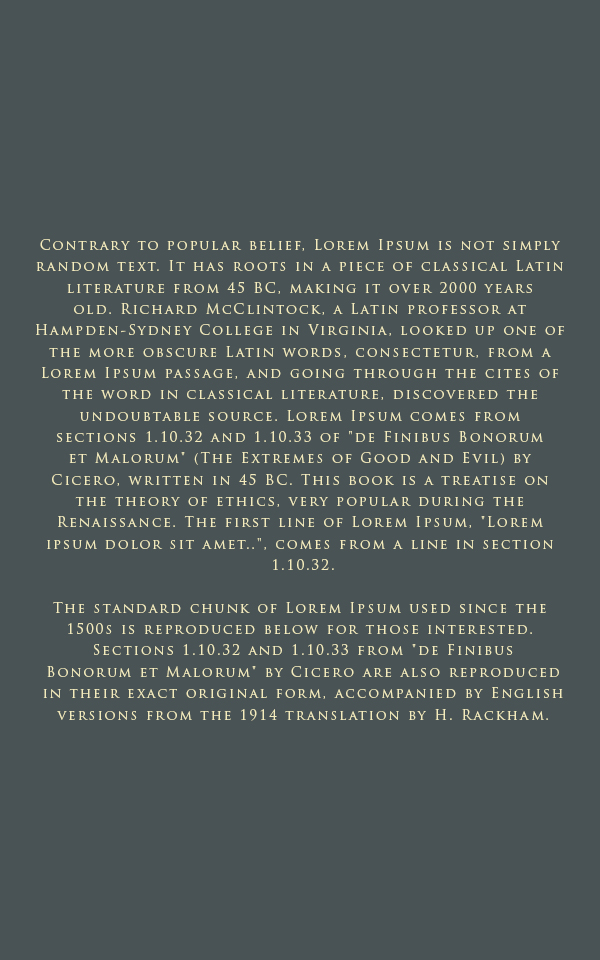 Contrary to popular belief, Lorem Ipsum is not simply
random text. It has roots in a piece of classical Latin
literature from 45 BC, making it over 2000 years
old. Richard McClintock, a Latin professor at
Hampden-Sydney College in Virginia, looked up one of
the more obscure Latin words, consectetur, from a
Lorem Ipsum passage, and going through the cites of
the word in classical literature, discovered the
undoubtable source. Lorem Ipsum comes from
sections 1.10.32 and 1.10.33 of "de Finibus Bonorum
et Malorum" (The Extremes of Good and Evil) by
Cicero, written in 45 BC. This book is a treatise on
the theory of ethics, very popular during the
Renaissance. The first line of Lorem Ipsum, "Lorem
ipsum dolor sit amet..", comes from a line in section
1.10.32.
The standard chunk of Lorem Ipsum used since the
1500s is reproduced below for those interested.
Sections 1.10.32 and 1.10.33 from "de Finibus
Bonorum et Malorum" by Cicero are also reproduced
in their exact original form, accompanied by English
versions from the 1914 translation by H. Rackham.